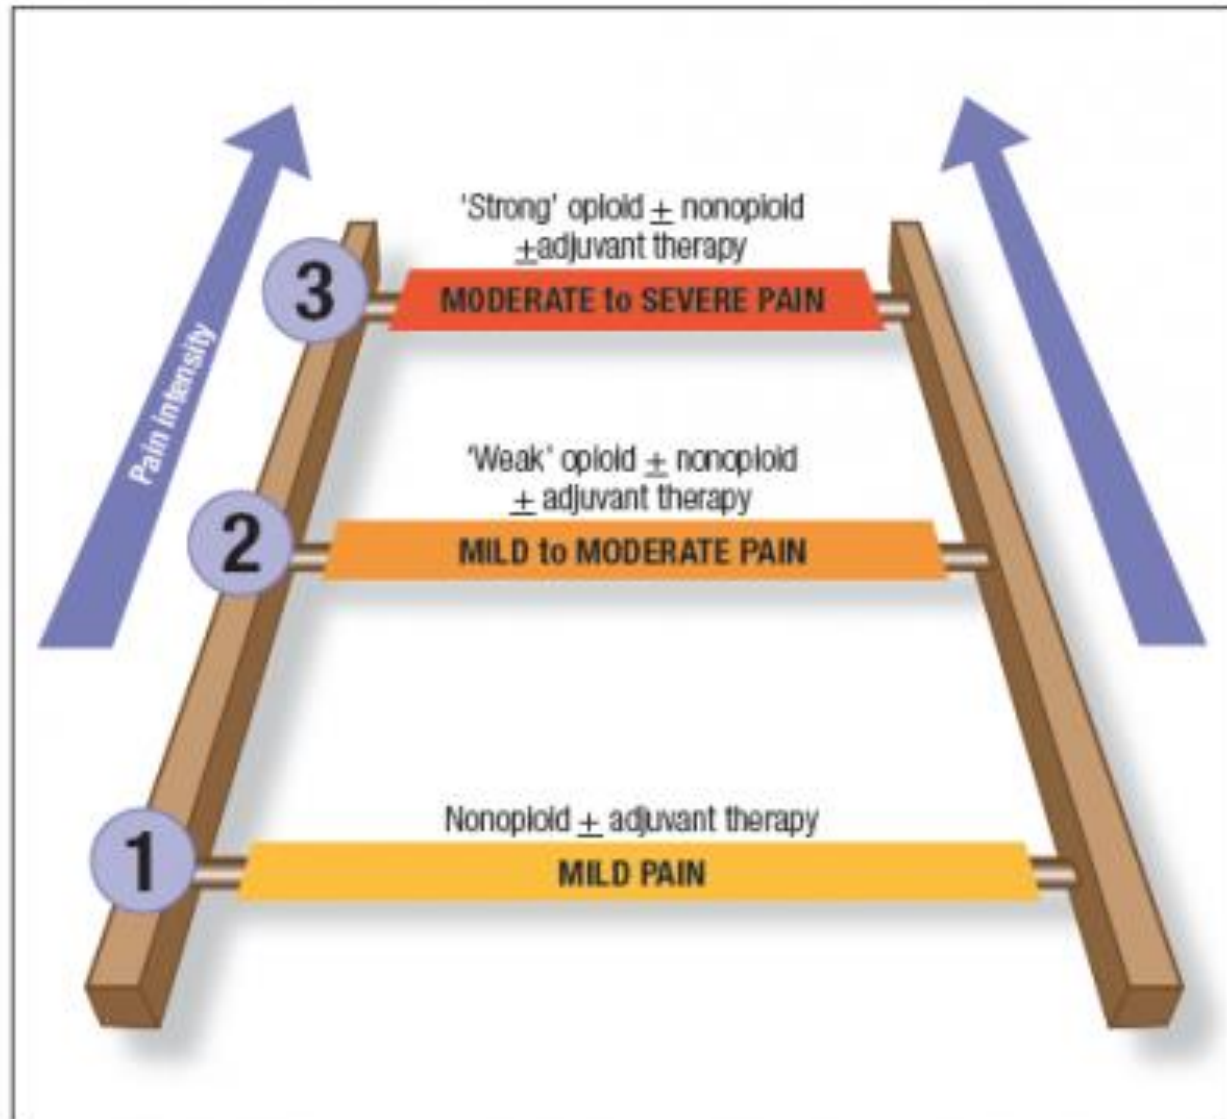 Pain intensity
3
'Strong' opioid ± nonopioid
±adjuvant therapy
MODERATE to SEVERE PAIN
2
'Weak' opioid ± nonopioid
± adjuvant therapy
MILD to MODERATE PAIN
1
Nonopioid ± adjuvant therapy
MILD PAIN